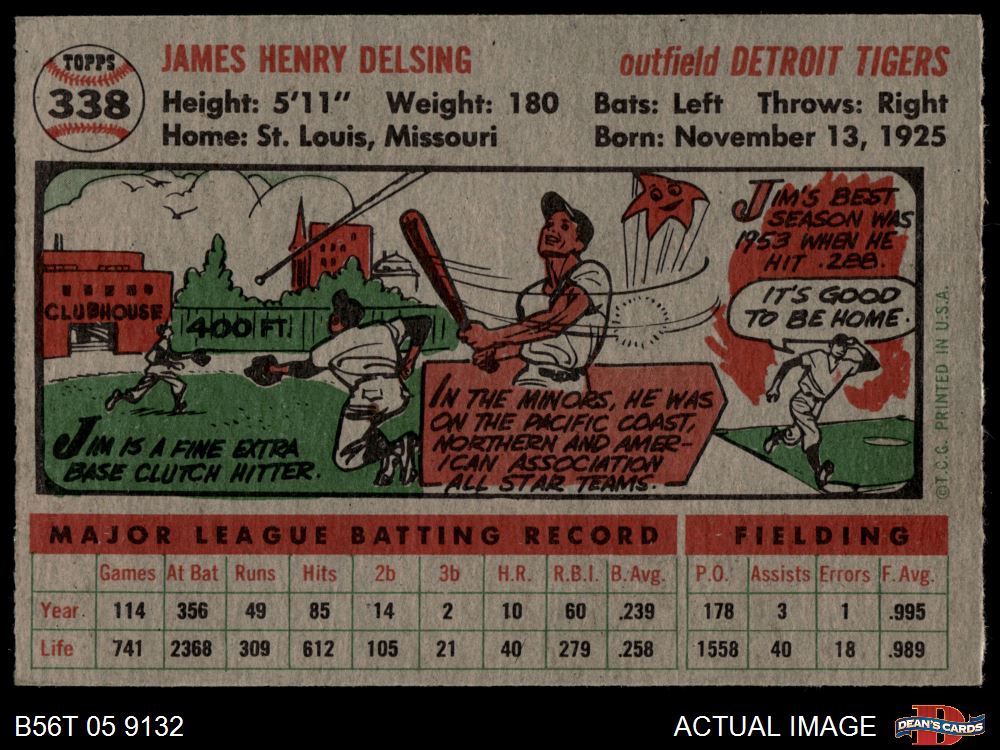 TOPPS
338
JAMES HENRY DELSING
outfield DETROIT TIGERS
Height: 5'11" Weight: 180 Bats: Left Throws: Right
Home: St. Louis, Missouri Born: November 13, 1925
CLUBHOUSE
400 FT.
JIM IS A FINE EXTRA
BASE CLUTCH HITTER.
IN THE MINORS, HE WAS
ON THE PACIFIC COAST,
NORTHERN AND AMER-
ICAN ASSOCIATION
ALL STAR TEAMS.
JIM'S BEST
SEASON WAS
1953 WHEN HE
HIT .288.
IT'S GOOD
TO BE HOME.
©T.C.G. PRINTED IN U.S.A.
MAJOR LEAGUE BATTING RECORD FIELDING
Games At Bat Runs Hits 2b 3b H.R. R.B.I. B.Avg. P.O. Assists Errors F.Avg.
Year 114 356 49 85 14 2 10 60 .239 178 3 1 .995
Life 741 2368 309 612 105 21 40 279 .258 1558 40 18 .989
B56T 05 9132
ACTUAL IMAGE
DEAN'S CARDS